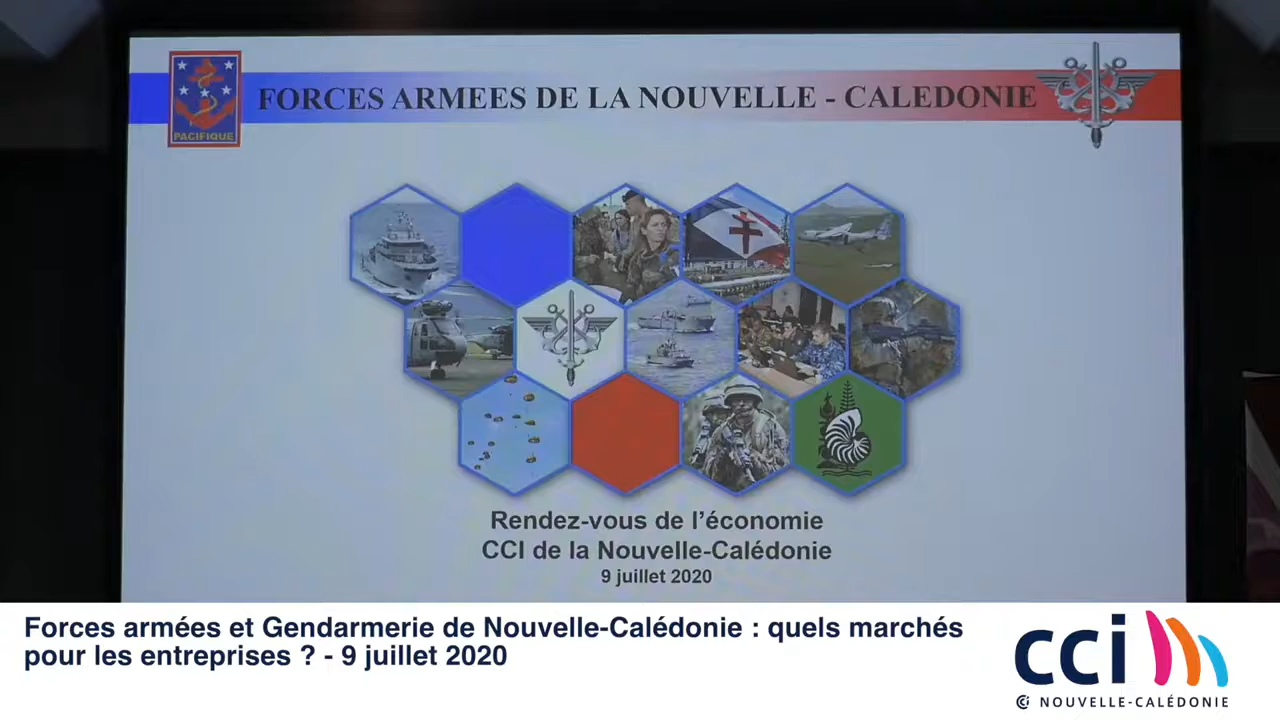 PACIFIQUE
FORCES ARMEES DE LA NOUVELLE - CALEDONIE
Rendez-vous de l'économie
CCI de la Nouvelle-Calédonie
9 juillet 2020
Forces armées et Gendarmerie de Nouvelle-Calédonie : quels marchés
pour les entreprises ? - 9 juillet 2020
cci
NOUVELLE-CALÉDONIE